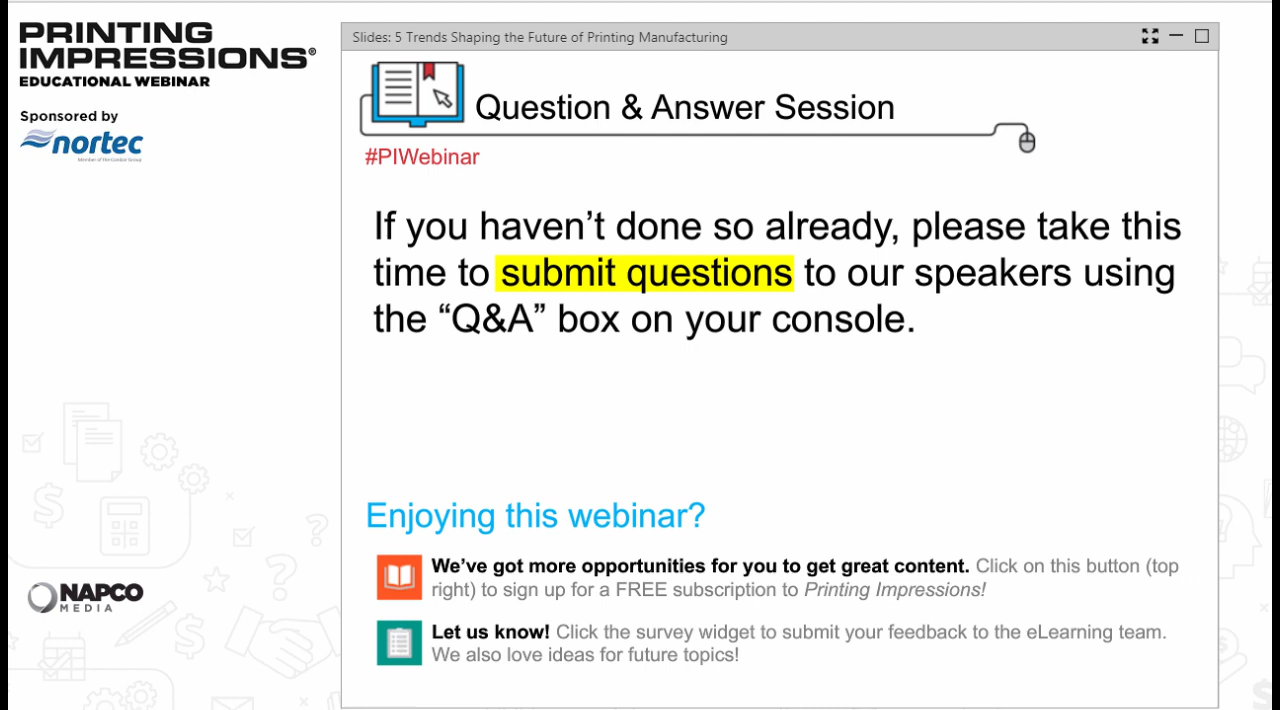 PRINTING
IMPRESSIONS®
EDUCATIONAL WEBINAR
Sponsored by
nortec
Member of the Condair Group
NAPCO
MEDIA
Slides: 5 Trends Shaping the Future of Printing Manufacturing
Question & Answer Session
#PIWebinar
If you haven’t done so already, please take this
time to submit questions to our speakers using
the “Q&A” box on your console.
Enjoying this webinar?
We’ve got more opportunities for you to get great content. Click on this button (top
right) to sign up for a FREE subscription to Printing Impressions!
Let us know! Click the survey widget to submit your feedback to the eLearning team.
We also love ideas for future topics!